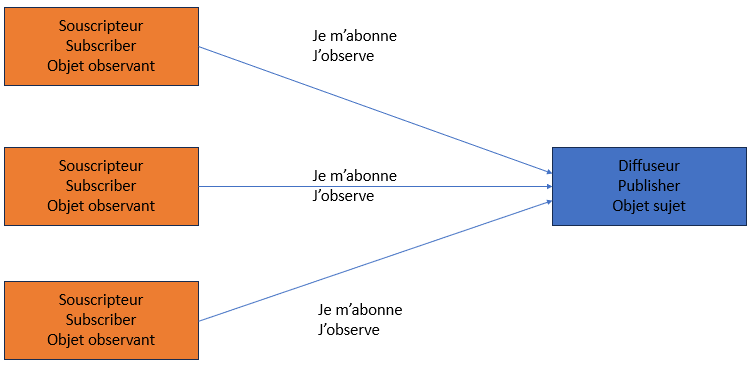 Souscripteur
Subscriber
Objet observant
Je m’abonne
J’observe
Souscripteur
Subscriber
Objet observant
Je m’abonne
J’observe
Diffuseur
Publisher
Objet sujet
Souscripteur
Subscriber
Objet observant
Je m’abonne
J’observe